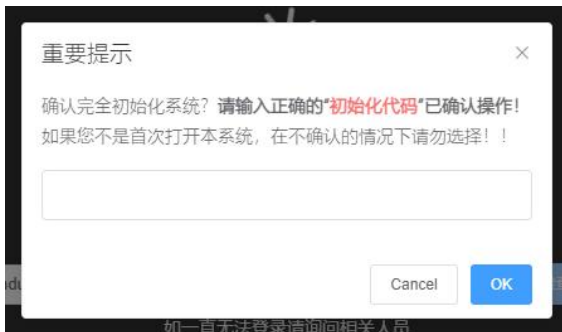 重要提示
确认完全初始化系统？请输入正确的“初始化代码”已确认操作！
如果您不是首次打开本系统，在不确认的情况下请勿选择！！
Cancel
OK
如一直无法登录请询问相关人员